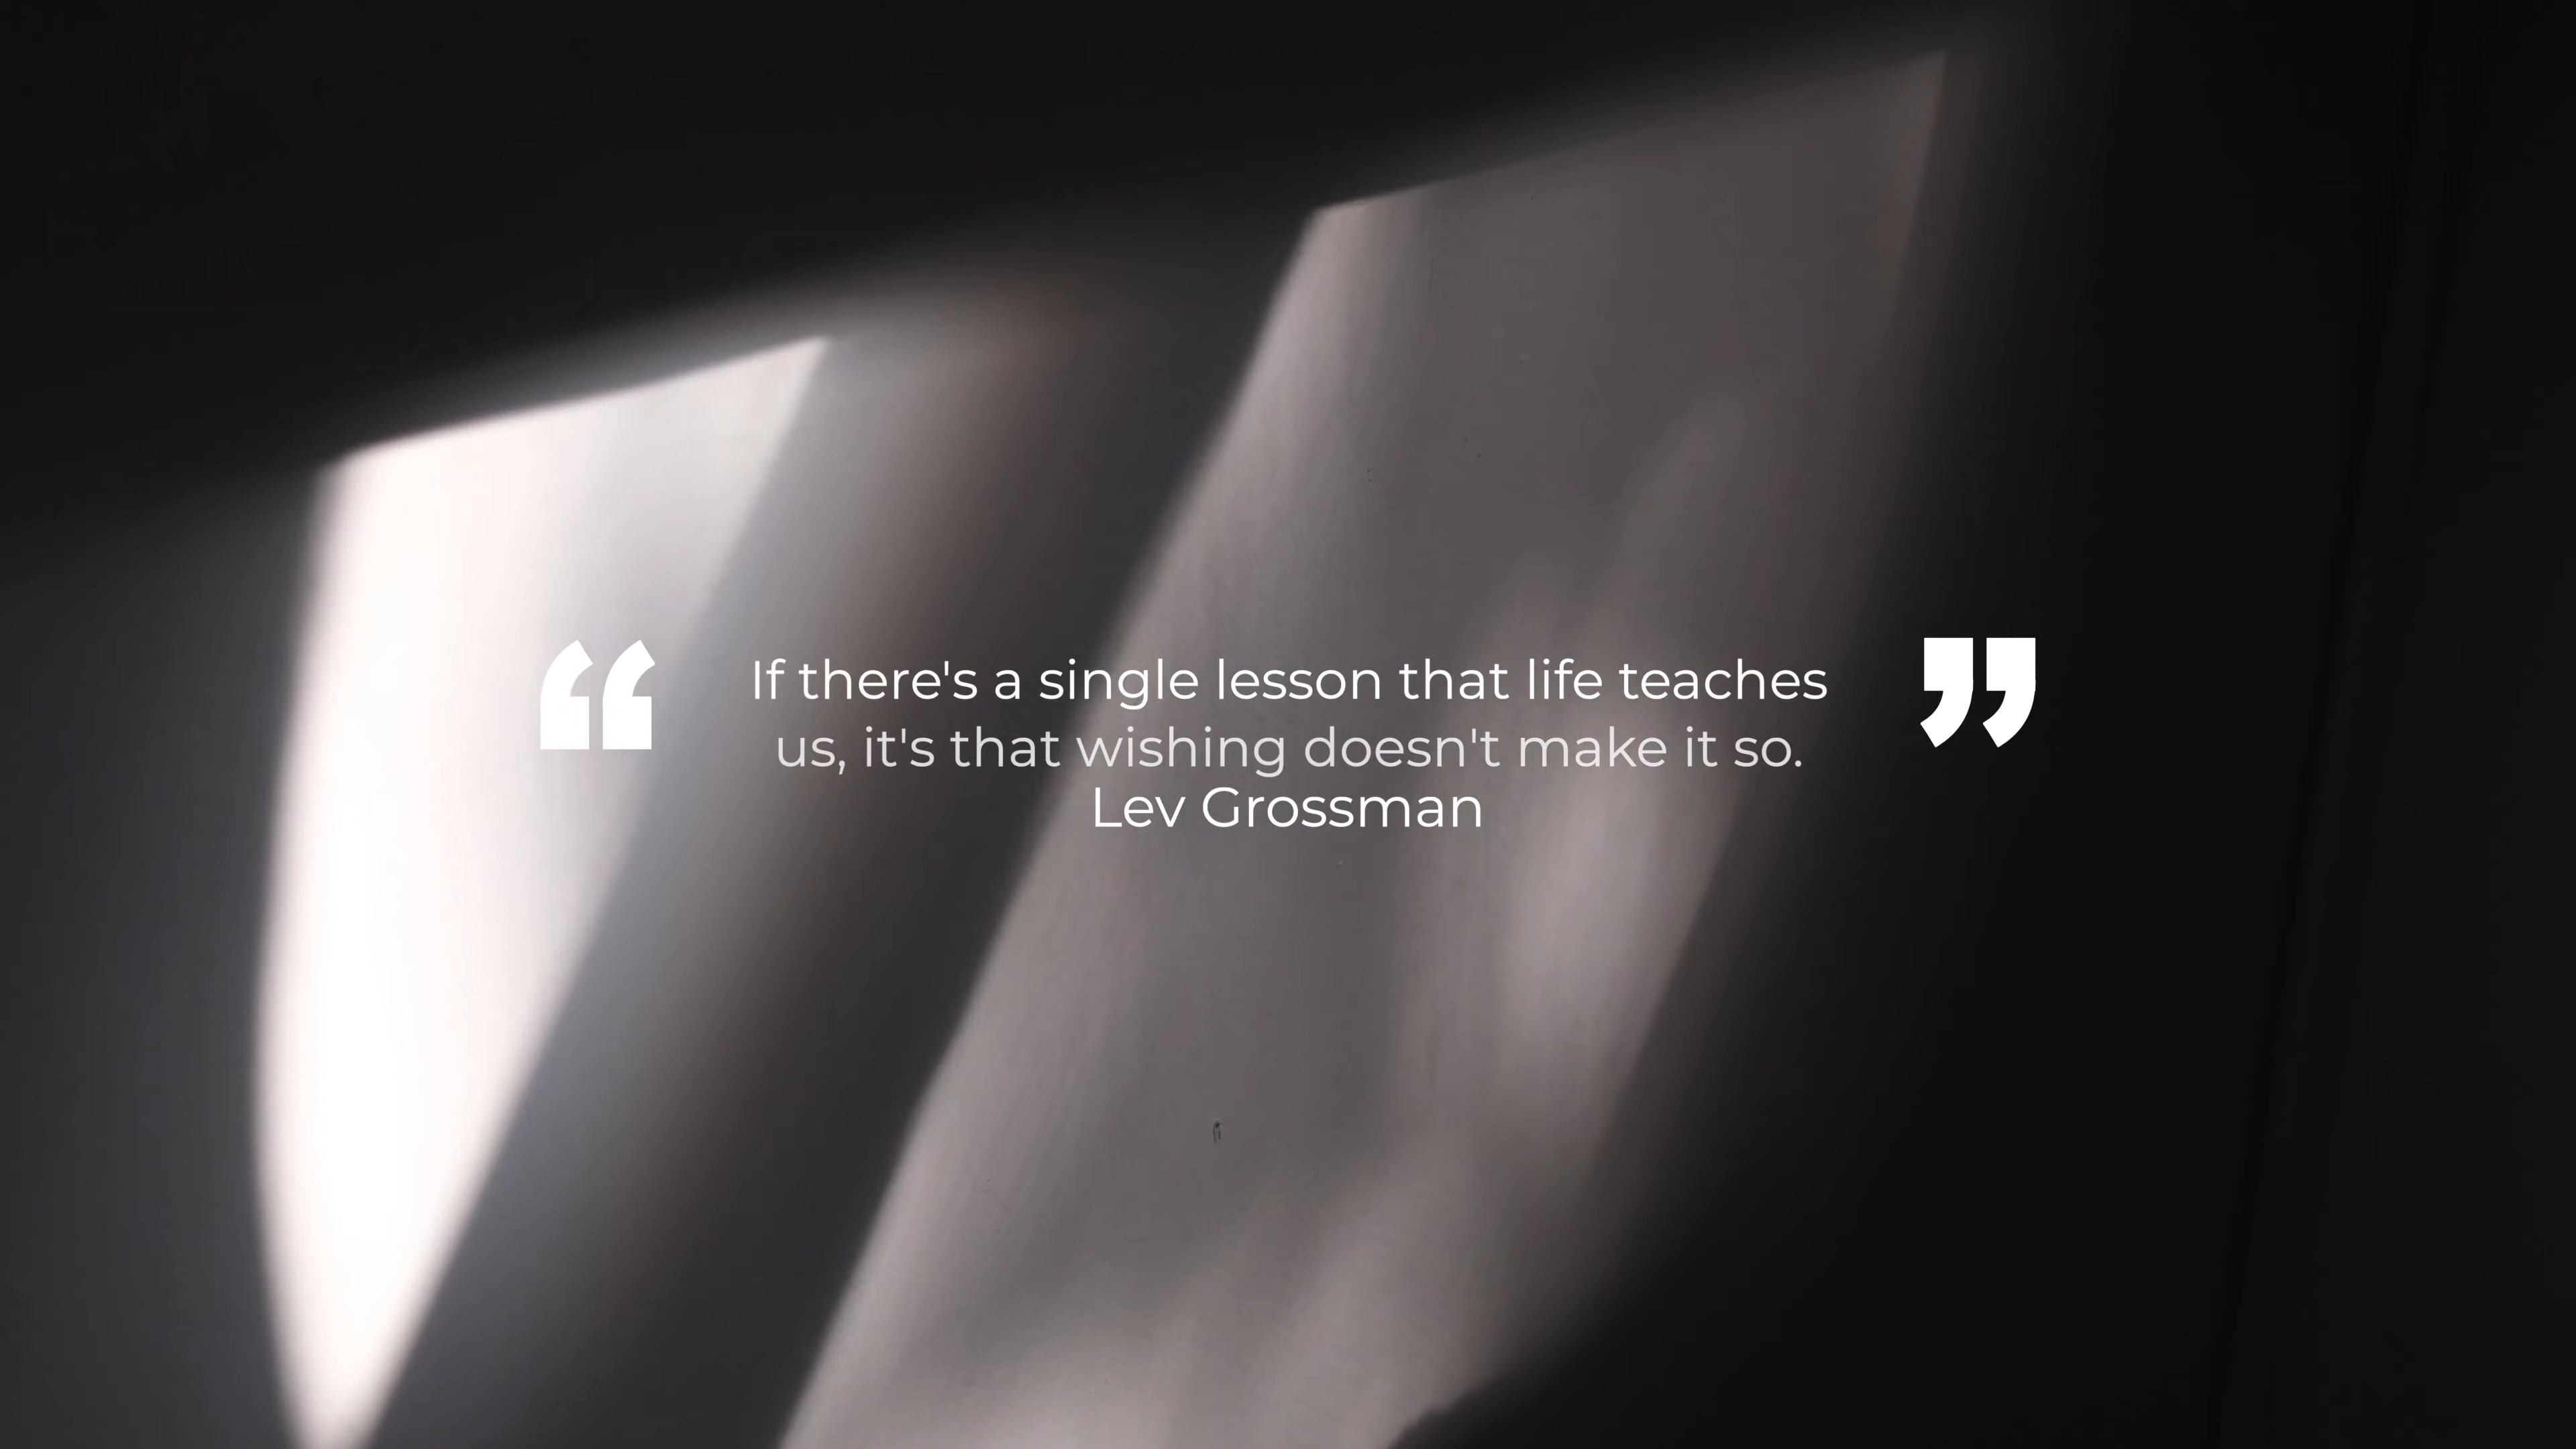 “ If there's a single lesson that life teaches ”
us, it's that wishing doesn't make it so.
Lev Grossman